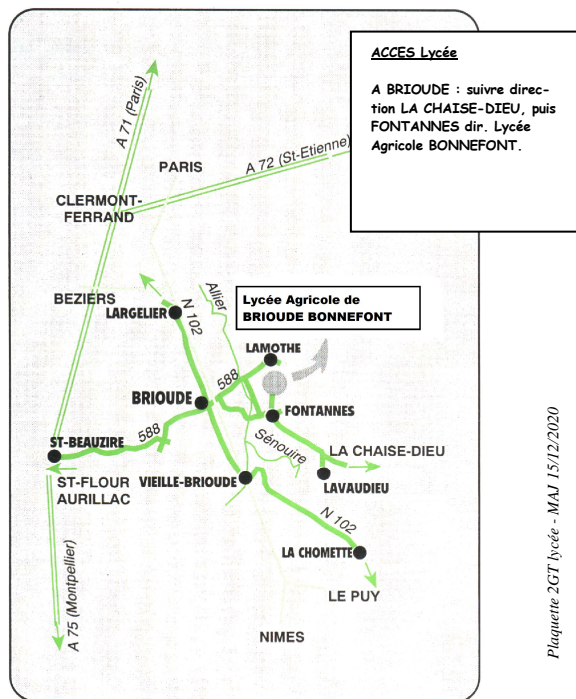 ACCES Lycée
A BRIOUDE : suivre direc-
tion LA CHAISE-DIEU, puis
FONTANNES dir. Lycée
Agricole BONNEFONT.
A 71 (Paris)
PARIS
A 72 (St-Etienne)
CLERMONT-
FERRAND
BEZIERS
LARGELIER
N 102
Allier
Lycée Agricole de
BRIOUDE BONNEFONT
LAMOTHE
588
BRIOUDE
FONTANNES
ST-BEAUZIRE
588
Sénouire
LA CHAISE-DIEU
ST-FLOUR
AURILLAC
VIEILLE-BRIOUDE
LAVAUDIEU
N 102
LA CHOMETTE
A 75 (Montpellier)
LE PUY
NIMES
Plaquette 2GT lycée - MAJ 15/12/2020